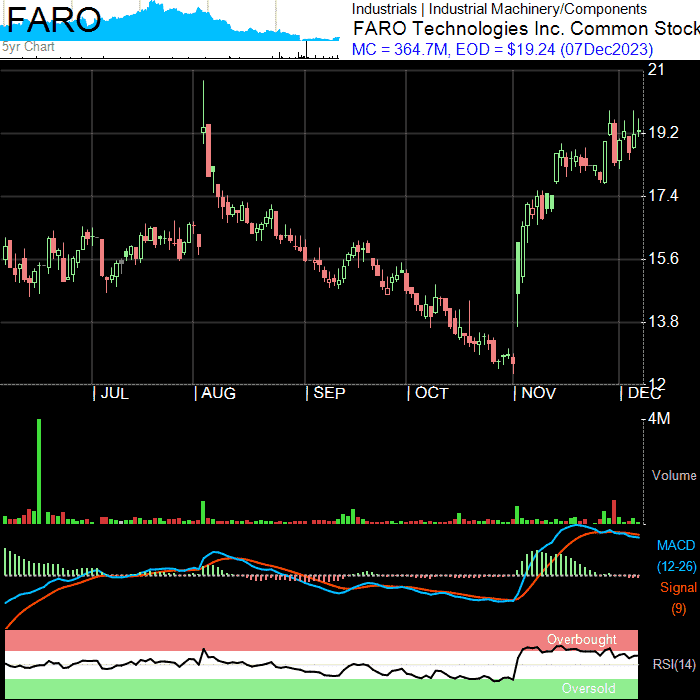 FARO
5yr Chart
Industrials | Industrial Machinery/Components
FARO Technologies Inc. Common Stock
MC = 364.7M, EOD = $19.24 (07Dec2023)
21
19.2
17.4
15.6
13.8
12
JUL
AUG
SEP
OCT
NOV
DEC
4M
Volume
MACD
(12-26)
Signal
(9)
Overbought
RSI(14)
Oversold